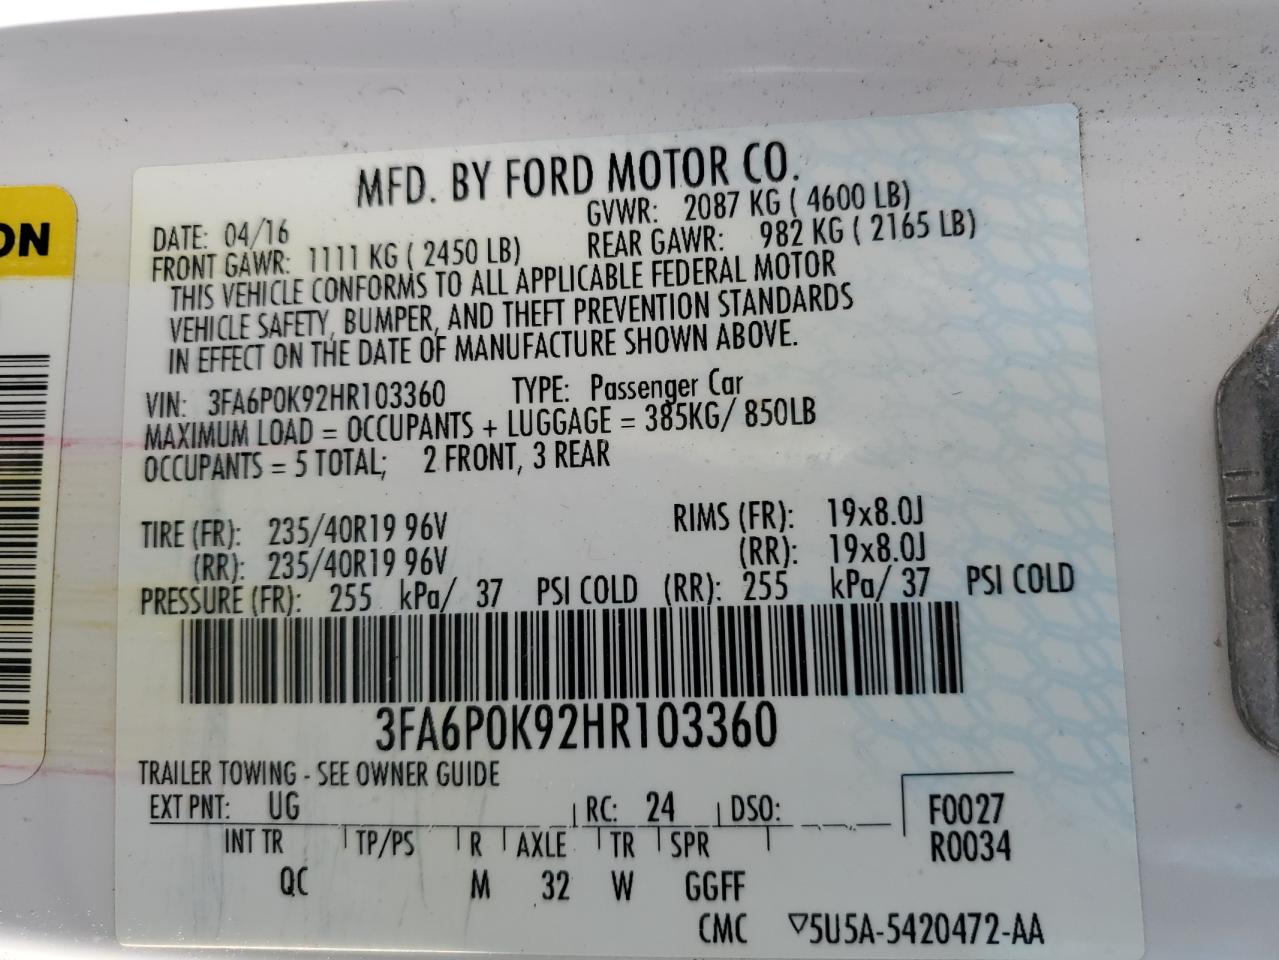 MFD. BY FORD MOTOR CO.
DATE: 04/16 GVWR: 2087 KG ( 4600 LB)
FRONT GAWR: 1111 KG ( 2450 LB) REAR GAWR: 982 KG ( 2165 LB)
THIS VEHICLE CONFORMS TO ALL APPLICABLE FEDERAL MOTOR
VEHICLE SAFETY, BUMPER, AND THEFT PREVENTION STANDARDS
IN EFFECT ON THE DATE OF MANUFACTURE SHOWN ABOVE.
VIN: 3FA6P0K92HR103360 TYPE: Passenger Car
MAXIMUM LOAD = OCCUPANTS + LUGGAGE = 385KG/ 850LB
OCCUPANTS = 5 TOTAL; 2 FRONT, 3 REAR
TIRE (FR): 235/40R19 96V RIMS (FR): 19x8.0J
(RR): 235/40R19 96V (RR): 19x8.0J
PRESSURE (FR): 255 kPa/ 37 PSI COLD (RR): 255 kPa/ 37 PSI COLD
3FA6P0K92HR103360
TRAILER TOWING - SEE OWNER GUIDE
EXT PNT: UG RC: 24 DSO: F0027
INT TR TP/PS R AXLE TR SPR R0034
QC M 32 W GGFF
CMC ▽5U5A-5420472-AA
ON